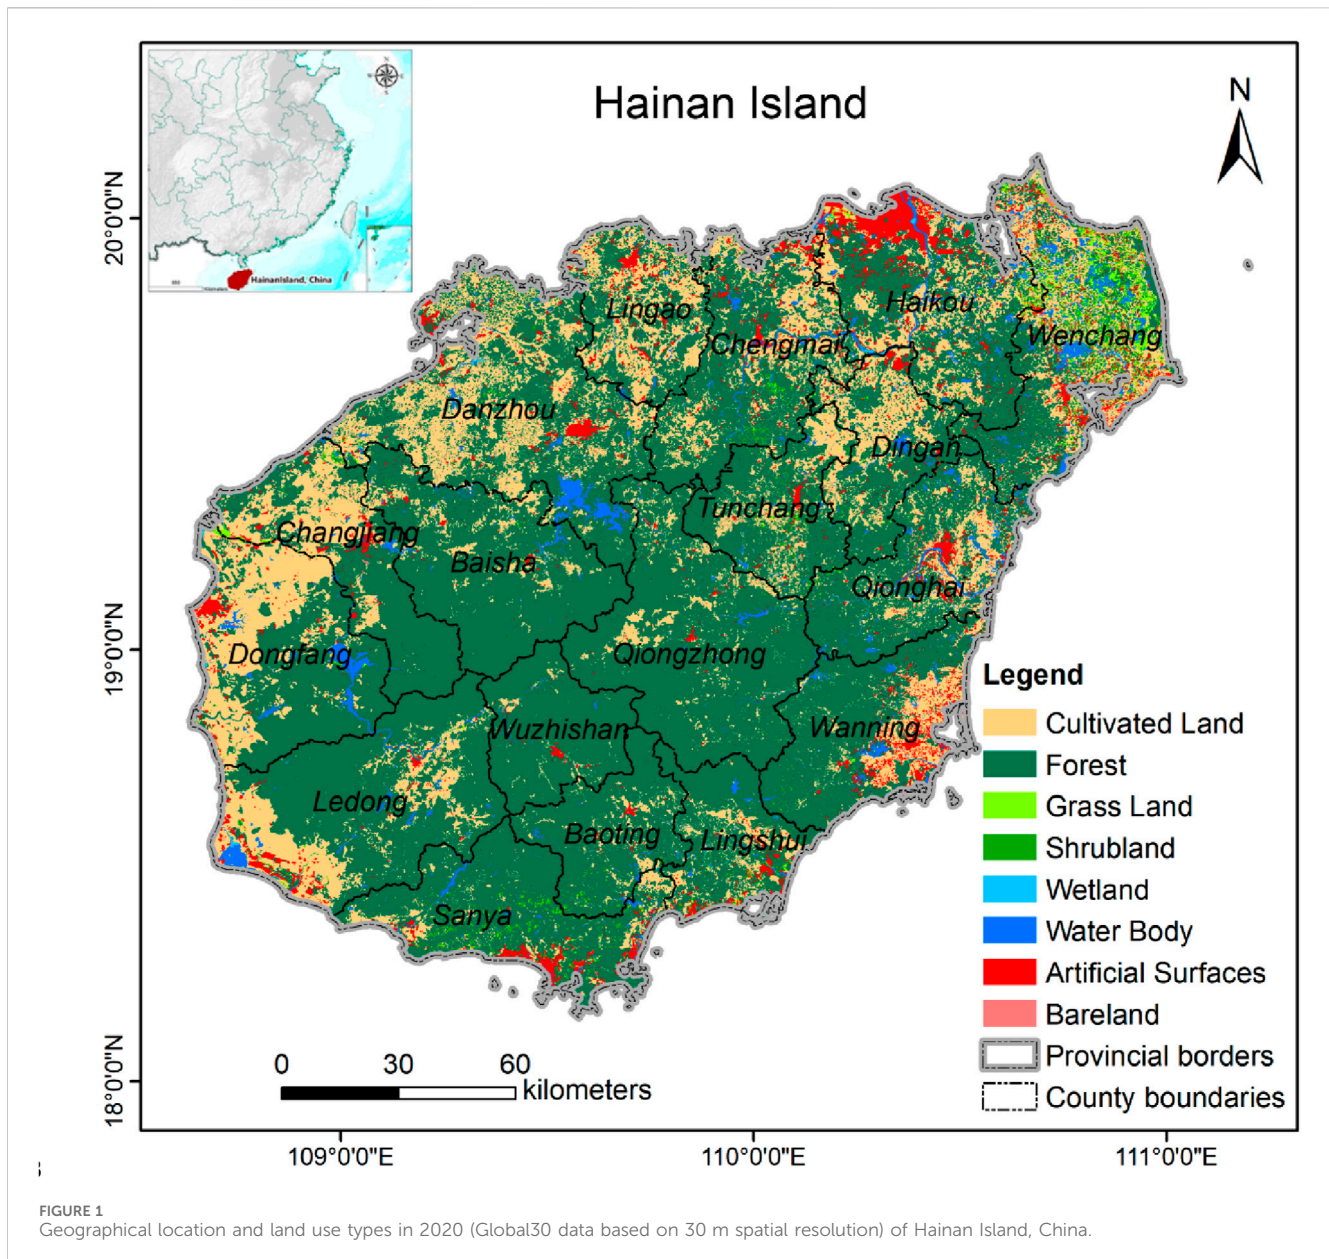 Hainan Island
N
HainanIsland, China
20°0'0"N
19°0'0"N
18°0'0"N
Lingao
Haikou
Chengmai
Wenchang
Danzhou
Dingan
Tunchang
Changjiang
Baisha
Qionghai
Dongfang
Qiongzhong
Wuzhishan
Wanning
Ledong
Baoting
Lingshui
Sanya
Legend
Cultivated Land
Forest
Grass Land
Shrubland
Wetland
Water Body
Artificial Surfaces
Bareland
Provincial borders
County boundaries
0 30 60
kilometers
109°0'0"E 110°0'0"E 111°0'0"E
FIGURE 1
Geographical location and land use types in 2020 (Global30 data based on 30 m spatial resolution) of Hainan Island, China.